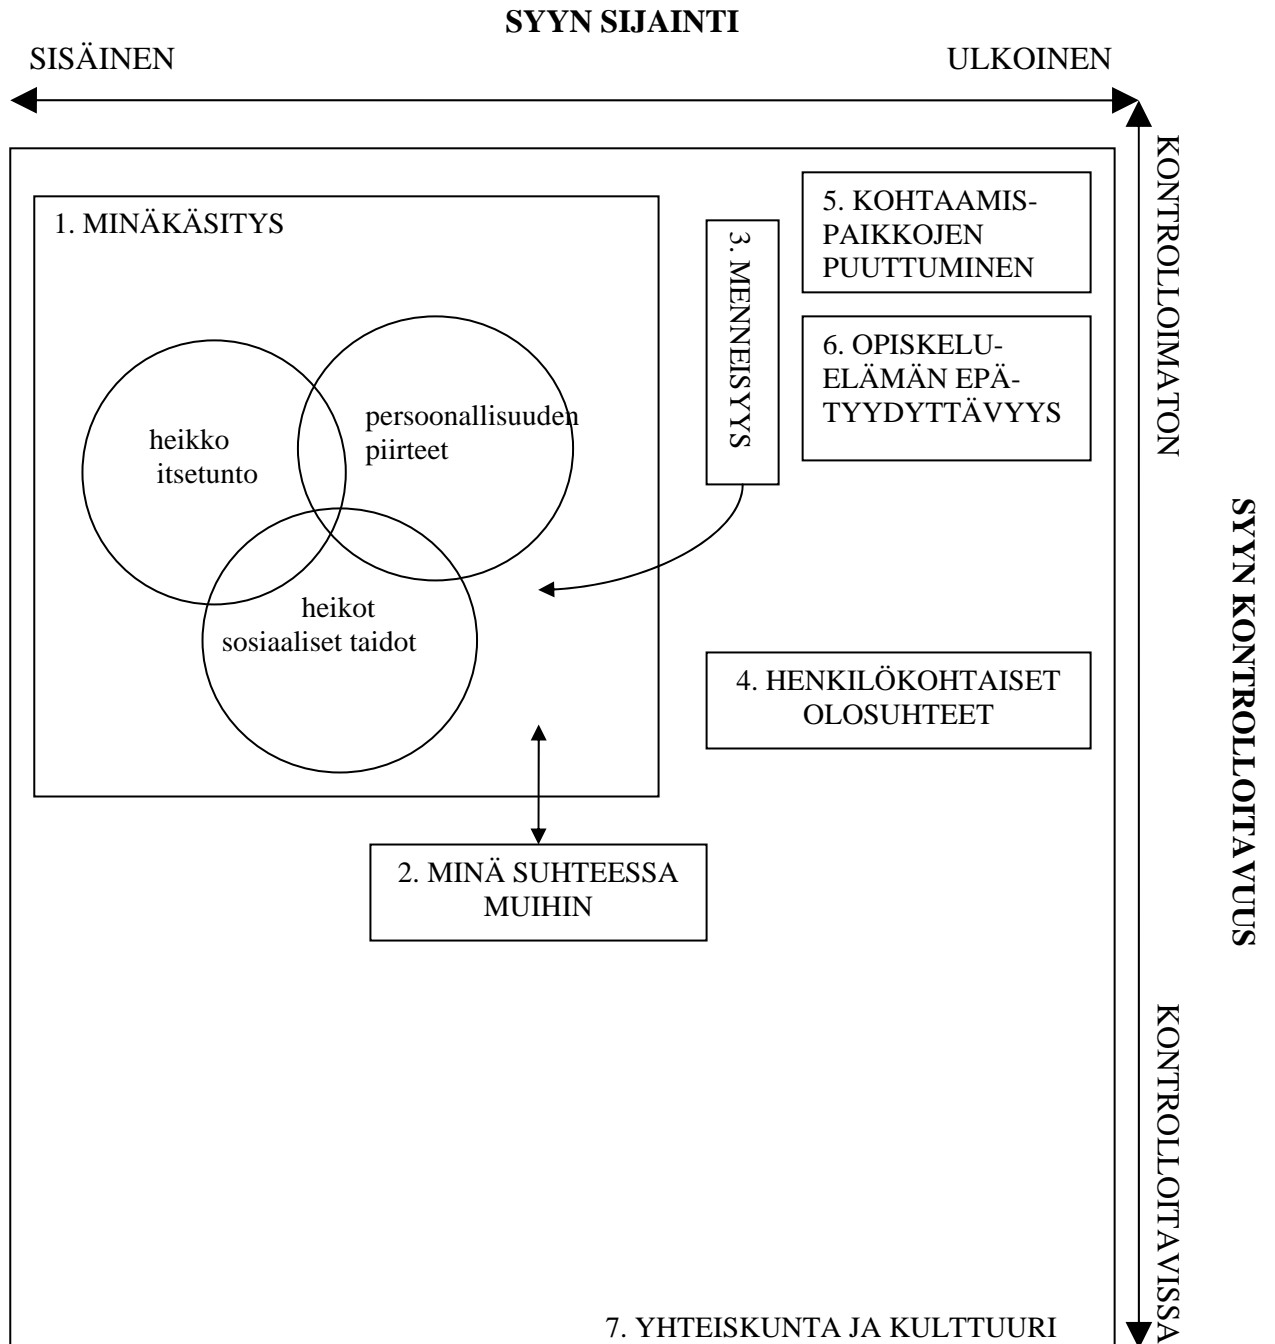 SYYN SIJAINTI
SISÄINEN
ULKOINEN
KONTROLLOIMATON
1. MINÄKÄSITYS
heikko
itsetunto
persoonallisuuden
piirteet
heikot
sosiaaliset taidot
3. MENNEISYYS
5. KOHTAAMIS-
PAIKKOJEN
PUUTTUMINEN
6. OPISKELU-
ELÄMÄN EPÄ-
TYYDYTTÄVYYS
4. HENKILÖKOHTAISET
OLOSUHTEET
2. MINÄ SUHTEESSA
MUIHIN
SYYN KONTROLLOITAVUUS
KONTROLLOITAVISSA
7. YHTEISKUNTA JA KULTTUURI